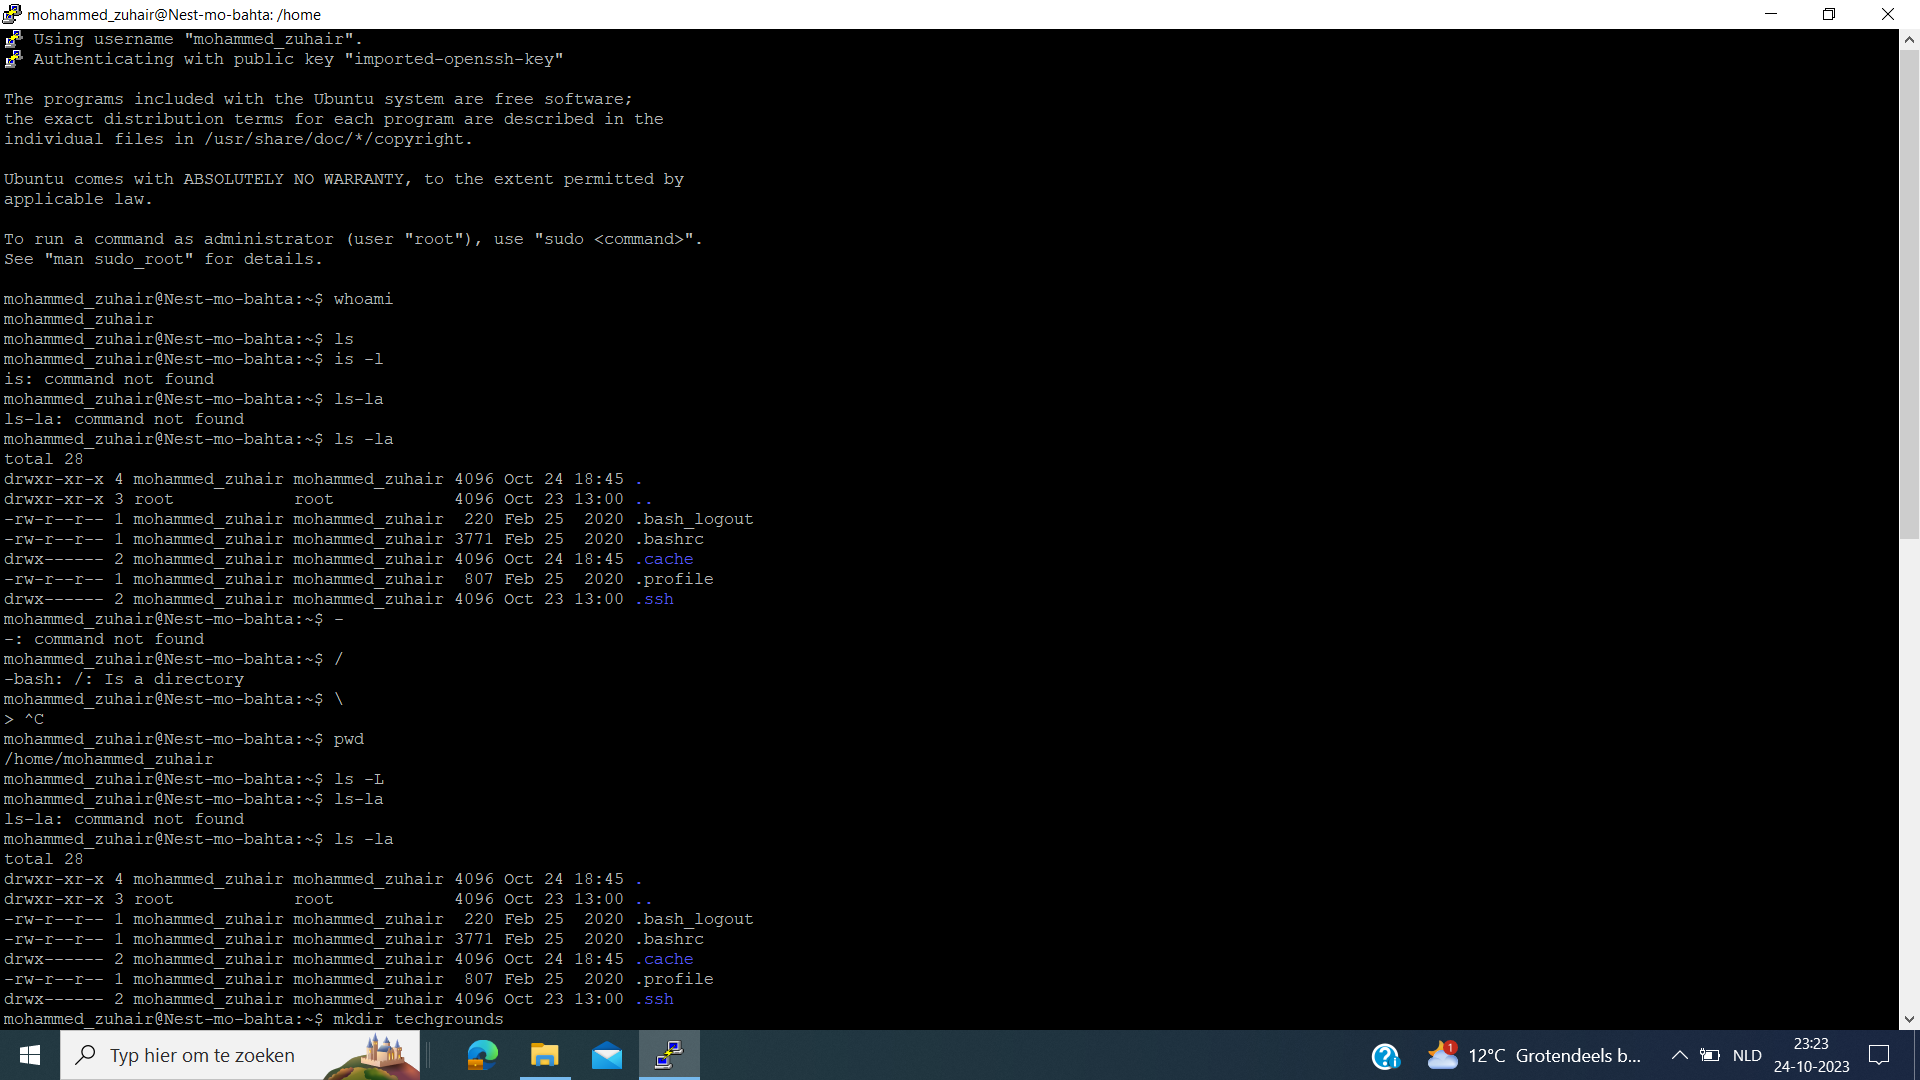 mohammed_zuhair@Nest-mo-bahta: /home
Using username "mohammed_zuhair".
Authenticating with public key "imported-openssh-key"
The programs included with the Ubuntu system are free software;
the exact distribution terms for each program are described in the
individual files in /usr/share/doc/*/copyright.
Ubuntu comes with ABSOLUTELY NO WARRANTY, to the extent permitted by
applicable law.
To run a command as administrator (user "root"), use "sudo <command>".
See "man sudo_root" for details.
mohammed_zuhair@Nest-mo-bahta:~$ whoami
mohammed_zuhair
mohammed_zuhair@Nest-mo-bahta:~$ ls
mohammed_zuhair@Nest-mo-bahta:~$ is -l
is: command not found
mohammed_zuhair@Nest-mo-bahta:~$ ls-la
ls-la: command not found
mohammed_zuhair@Nest-mo-bahta:~$ ls -la
total 28
drwxr-xr-x 4 mohammed_zuhair mohammed_zuhair 4096 Oct 24 18:45 .
drwxr-xr-x 3 root            root            4096 Oct 23 13:00 ..
-rw-r--r-- 1 mohammed_zuhair mohammed_zuhair  220 Feb 25  2020 .bash_logout
-rw-r--r-- 1 mohammed_zuhair mohammed_zuhair 3771 Feb 25  2020 .bashrc
drwx------ 2 mohammed_zuhair mohammed_zuhair 4096 Oct 24 18:45 .cache
-rw-r--r-- 1 mohammed_zuhair mohammed_zuhair  807 Feb 25  2020 .profile
drwx------ 2 mohammed_zuhair mohammed_zuhair 4096 Oct 23 13:00 .ssh
mohammed_zuhair@Nest-mo-bahta:~$ -
-: command not found
mohammed_zuhair@Nest-mo-bahta:~$ /
-bash: /: Is a directory
mohammed_zuhair@Nest-mo-bahta:~$ \
> ^C
mohammed_zuhair@Nest-mo-bahta:~$ pwd
/home/mohammed_zuhair
mohammed_zuhair@Nest-mo-bahta:~$ ls -L
mohammed_zuhair@Nest-mo-bahta:~$ ls-la
ls-la: command not found
mohammed_zuhair@Nest-mo-bahta:~$ ls -la
total 28
drwxr-xr-x 4 mohammed_zuhair mohammed_zuhair 4096 Oct 24 18:45 .
drwxr-xr-x 3 root            root            4096 Oct 23 13:00 ..
-rw-r--r-- 1 mohammed_zuhair mohammed_zuhair  220 Feb 25  2020 .bash_logout
-rw-r--r-- 1 mohammed_zuhair mohammed_zuhair 3771 Feb 25  2020 .bashrc
drwx------ 2 mohammed_zuhair mohammed_zuhair 4096 Oct 24 18:45 .cache
-rw-r--r-- 1 mohammed_zuhair mohammed_zuhair  807 Feb 25  2020 .profile
drwx------ 2 mohammed_zuhair mohammed_zuhair 4096 Oct 23 13:00 .ssh
mohammed_zuhair@Nest-mo-bahta:~$ mkdir techgrounds
Typ hier om te zoeken
1
12°C Grotendeels b...
NLD
23:23
24-10-2023